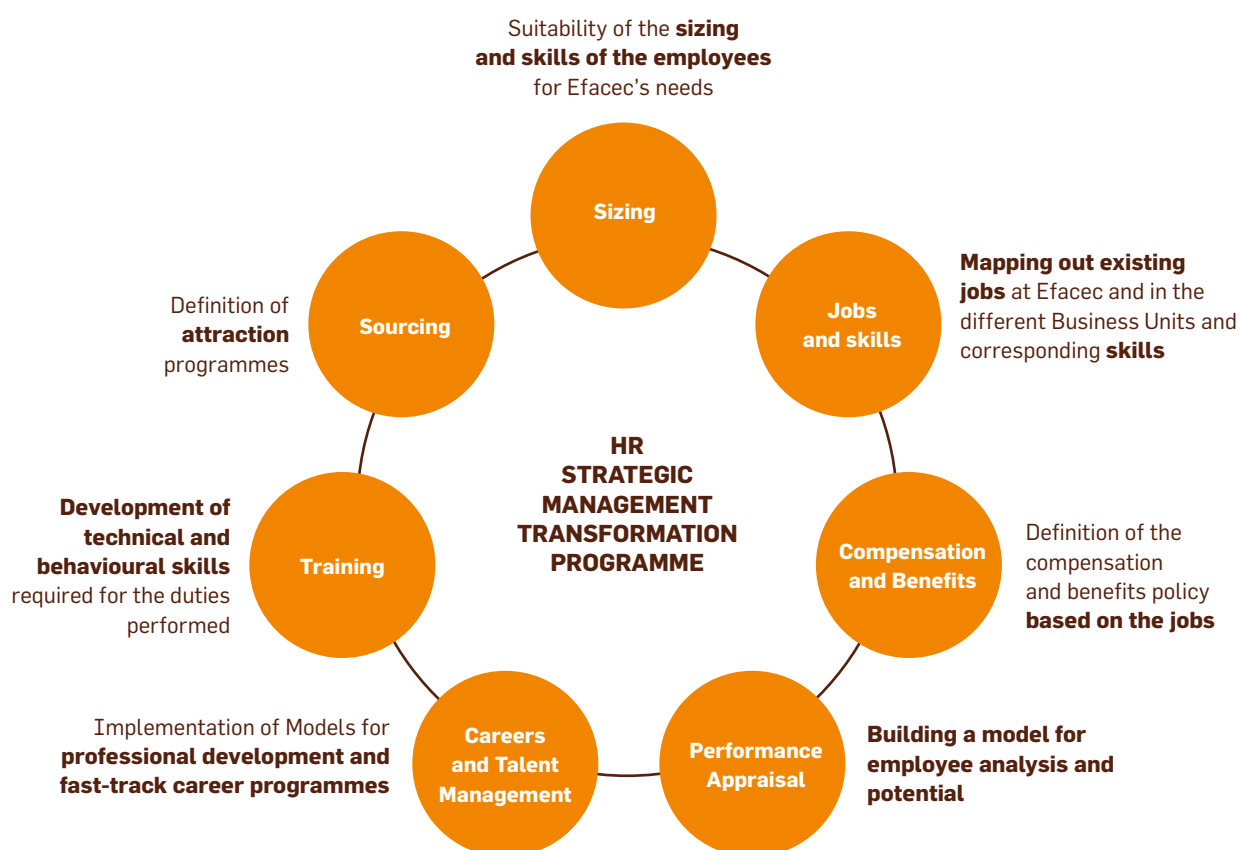 Suitability of the sizing
and skills of the employees
for Efacec's needs
Sizing
Mapping out existing
jobs at Efacec and in the
different Business Units and
corresponding skills
Jobs
and skills
Definition of
attraction
programmes
Sourcing
HR
STRATEGIC
MANAGEMENT
TRANSFORMATION
PROGRAMME
Development of
technical and
behavioural skills
required for the duties
performed
Training
Compensation
and Benefits
Definition of the
compensation
and benefits policy
based on the jobs
Implementation of Models for
professional development and
fast-track career programmes
Careers
and Talent
Management
Performance
Appraisal
Building a model for
employee analysis and
potential